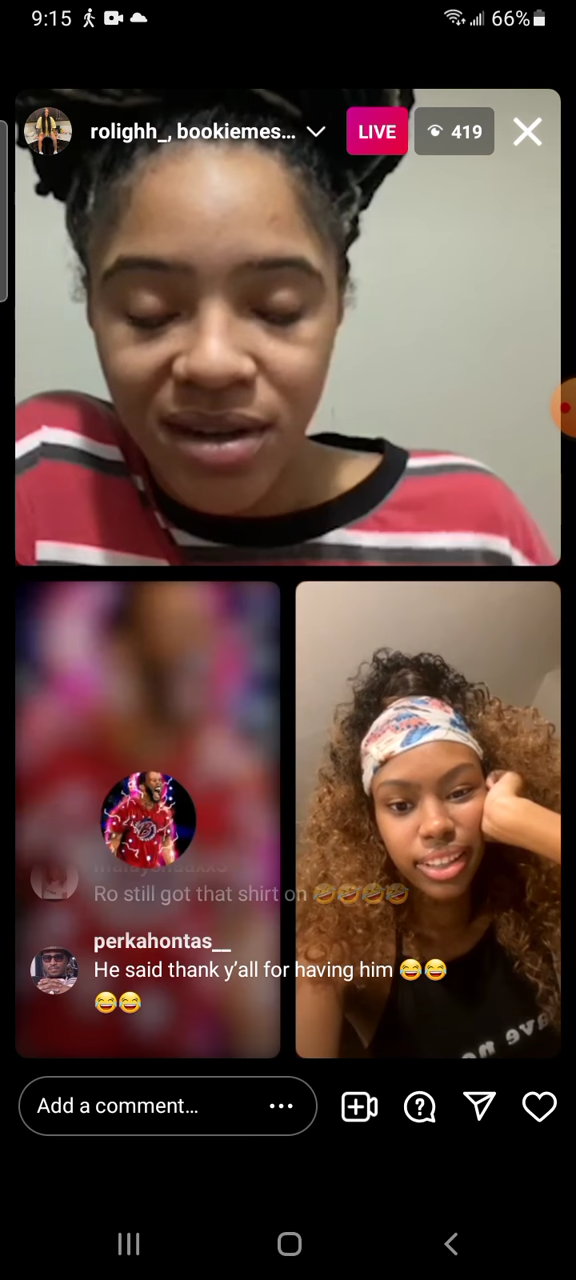 9:15
66%
rolighh_, bookiemes...
LIVE
419
Ro still got that shirt on 🤣🤣🤣🤣
perkahontas__
He said thank y'all for having him 😂😂
😂😂
Add a comment...